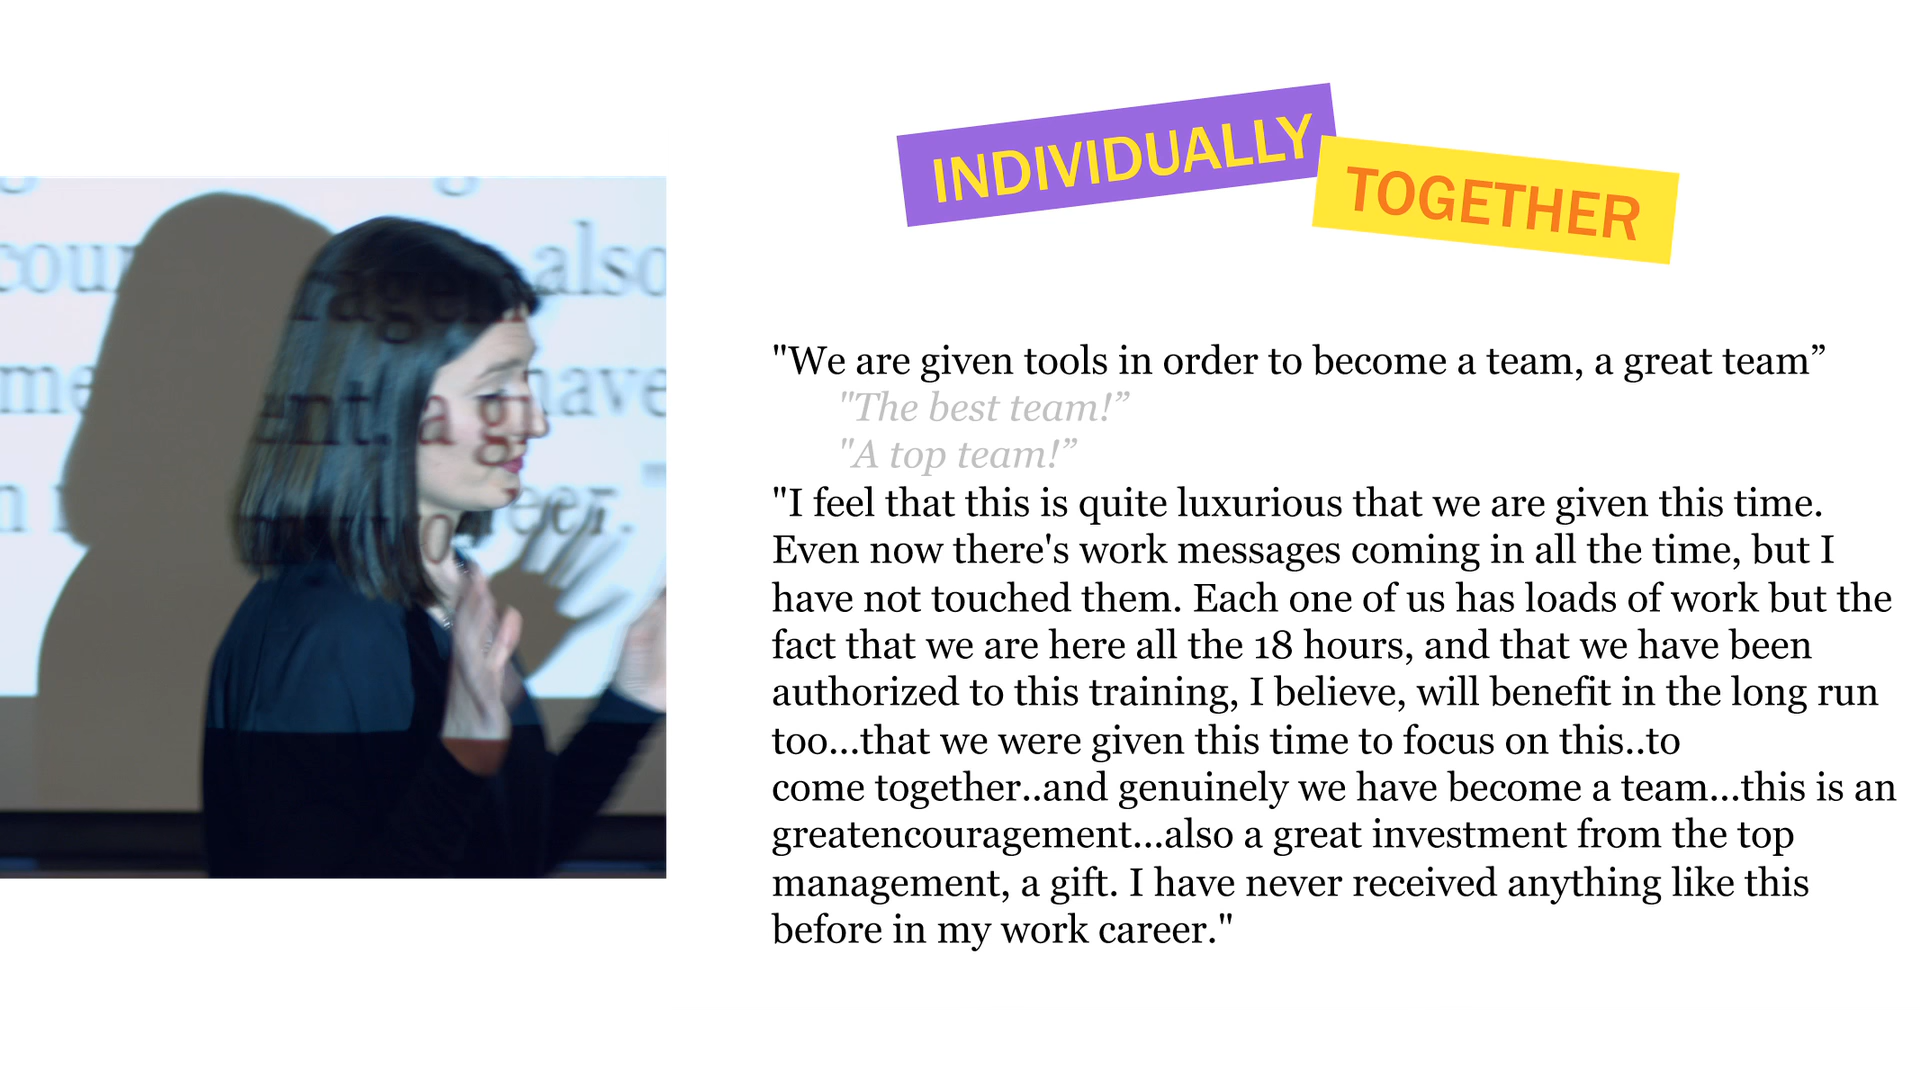 INDIVIDUALLY
TOGETHER
"We are given tools in order to become a team, a great team”
"The best team!”
"A top team!”
"I feel that this is quite luxurious that we are given this time.
Even now there's work messages coming in all the time, but I
have not touched them. Each one of us has loads of work but the
fact that we are here all the 18 hours, and that we have been
authorized to this training, I believe, will benefit in the long run
too...that we were given this time to focus on this..to
come together..and genuinely we have become a team...this is an
greatencouragement...also a great investment from the top
management, a gift. I have never received anything like this
before in my work career."
also
have